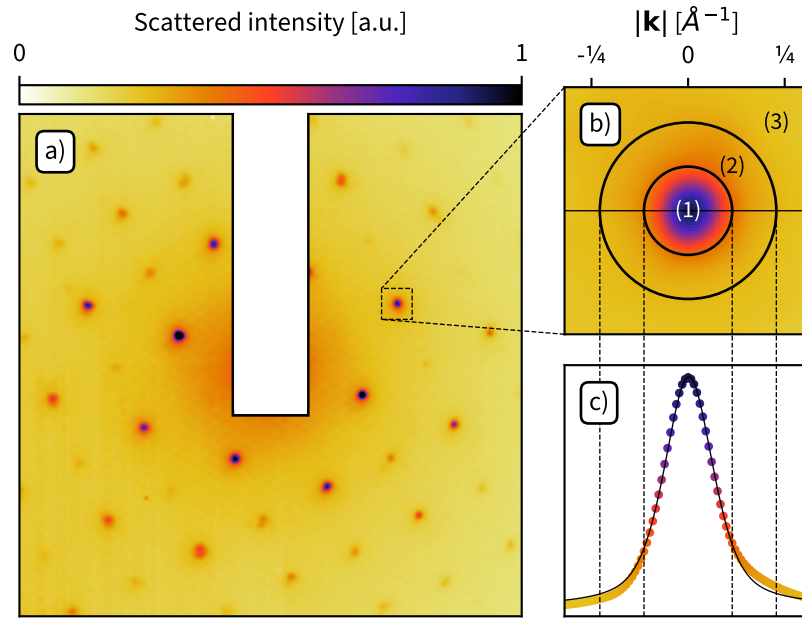 Scattered intensity [a.u.]
0 1
|k| [Å⁻¹]
-¼ 0 ¼
a)
b)
(1)
(2)
(3)
c)